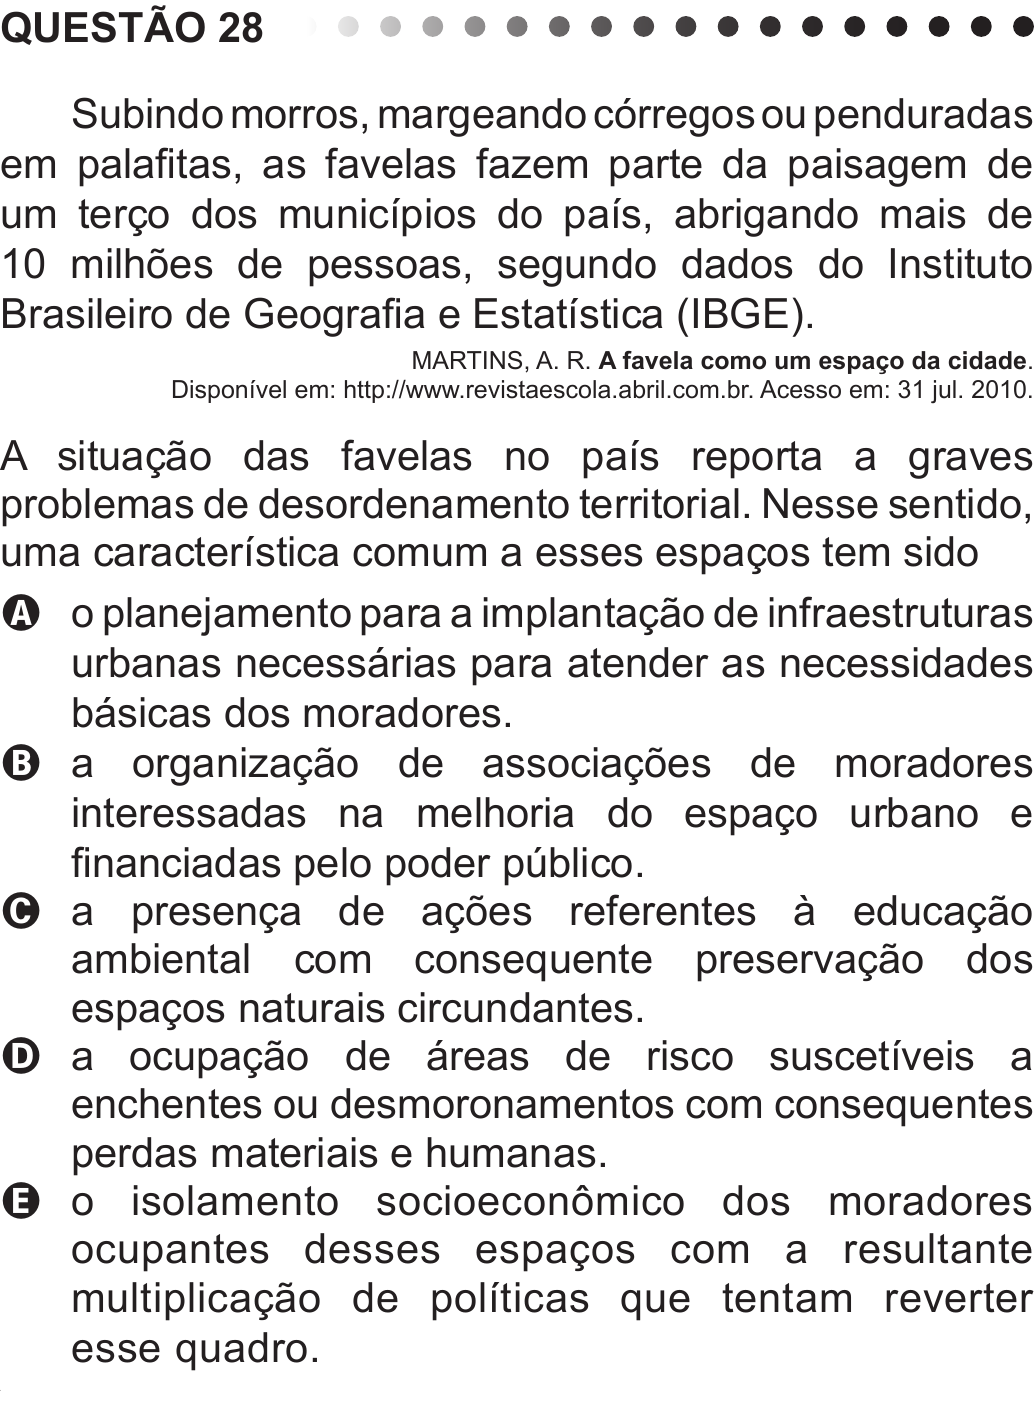 QUESTÃO 28
Subindo morros, margeando córregos ou penduradas
em palafitas, as favelas fazem parte da paisagem de
um terço dos municípios do país, abrigando mais de
10 milhões de pessoas, segundo dados do Instituto
Brasileiro de Geografia e Estatística (IBGE).
MARTINS, A. R. A favela como um espaço da cidade.
Disponível em: http://www.revistaescola.abril.com.br. Acesso em: 31 jul. 2010.
A situação das favelas no país reporta a graves
problemas de desordenamento territorial. Nesse sentido,
uma característica comum a esses espaços tem sido
A o planejamento para a implantação de infraestruturas
urbanas necessárias para atender as necessidades
básicas dos moradores.
B a organização de associações de moradores
interessadas na melhoria do espaço urbano e
financiadas pelo poder público.
C a presença de ações referentes à educação
ambiental com consequente preservação dos
espaços naturais circundantes.
D a ocupação de áreas de risco suscetíveis a
enchentes ou desmoronamentos com consequentes
perdas materiais e humanas.
E o isolamento socioeconômico dos moradores
ocupantes desses espaços com a resultante
multiplicação de políticas que tentam reverter
esse quadro.